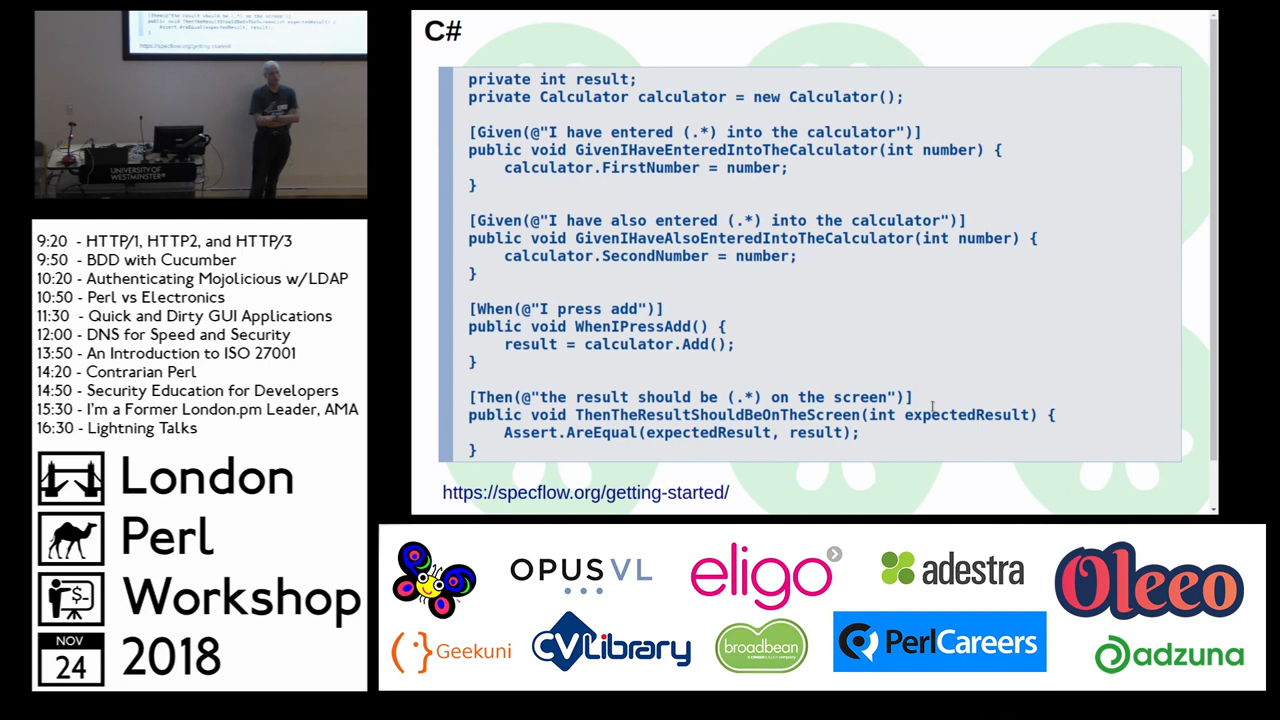 https://specflow.org/getting-started/
UNIVERSITY OF
WESTMINSTER
9:20 - HTTP/1, HTTP2, and HTTP/3
9:50 - BDD with Cucumber
10:20 - Authenticating Mojolicious w/LDAP
10:50 - Perl vs Electronics
11:30 - Quick and Dirty GUI Applications
12:00 - DNS for Speed and Security
13:50 - An Introduction to ISO 27001
14:20 - Contrarian Perl
14:50 - Security Education for Developers
15:30 - I'm a Former London.pm Leader, AMA
16:30 - Lightning Talks
London
Perl
$-
Workshop
NOV
24
2018
C#
private int result;
private Calculator calculator = new Calculator();
[Given(@"I have entered (.*) into the calculator")]
public void GivenIHaveEnteredIntoTheCalculator(int number) {
calculator.FirstNumber = number;
}
[Given(@"I have also entered (.*) into the calculator")]
public void GivenIHaveAlsoEnteredIntoTheCalculator(int number) {
calculator.SecondNumber = number;
}
[When(@"I press add")]
public void WhenIPressAdd() {
result = calculator.Add();
}
[Then(@"the result should be (.*) on the screen")]
public void ThenTheResultShouldBeOnTheScreen(int expectedResult) {
Assert.AreEqual(expectedResult, result);
}
https://specflow.org/getting-started/
OPUS VL
eligo
adestra
Oleeo
Geekuni
CVLibrary
broadbean
PerlCareers
adzuna